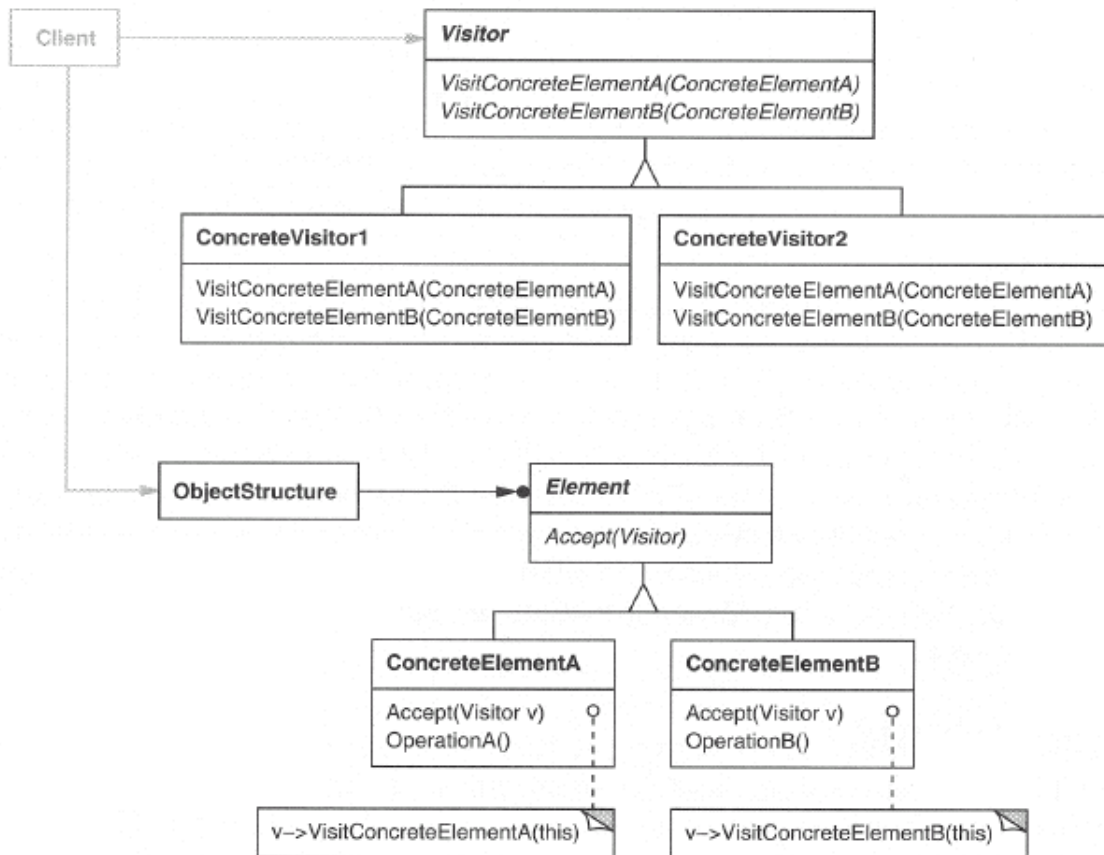 Client
Visitor
VisitConcreteElementA(ConcreteElementA)
VisitConcreteElementB(ConcreteElementB)
ConcreteVisitor1
VisitConcreteElementA(ConcreteElementA)
VisitConcreteElementB(ConcreteElementB)
ConcreteVisitor2
VisitConcreteElementA(ConcreteElementA)
VisitConcreteElementB(ConcreteElementB)
ObjectStructure
Element
Accept(Visitor)
ConcreteElementA
Accept(Visitor v)
OperationA()
ConcreteElementB
Accept(Visitor v)
OperationB()
v–>VisitConcreteElementA(this)
v–>VisitConcreteElementB(this)